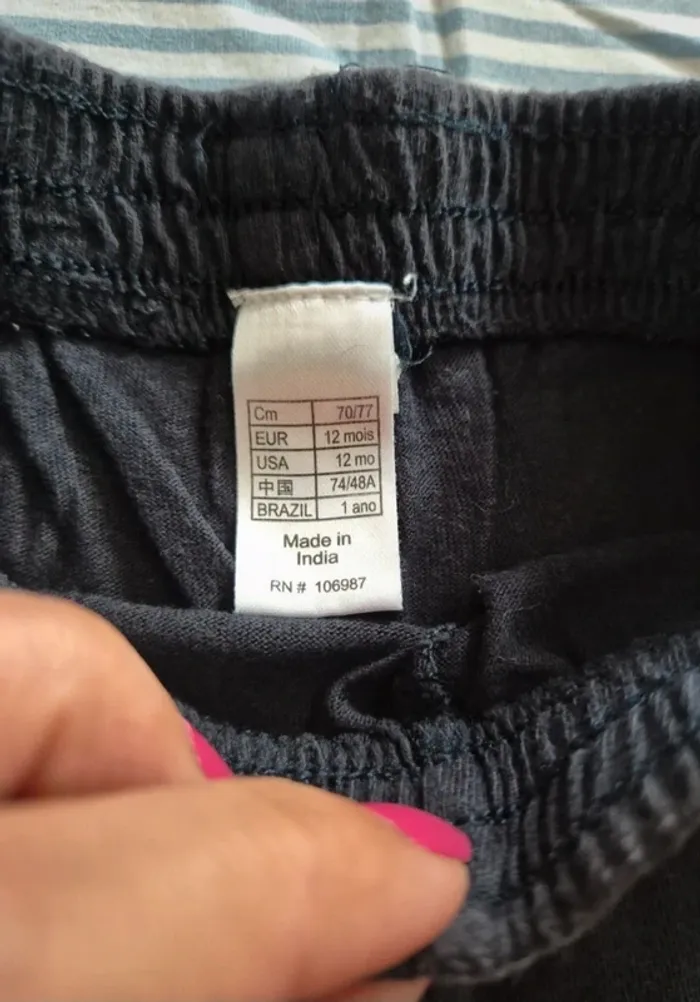 Cm 70/77
EUR 12 mois
USA 12 mo
中国 74/48A
BRAZIL 1 ano
Made in
India
RN # 106987